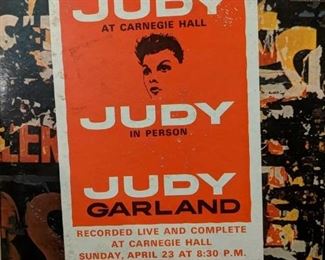 JUDY
AT CARNEGIE HALL
JUDY
IN PERSON
JUDY
GARLAND
RECORDED LIVE AND COMPLETE
AT CARNEGIE HALL
SUNDAY, APRIL 23 AT 8:30 P.M.